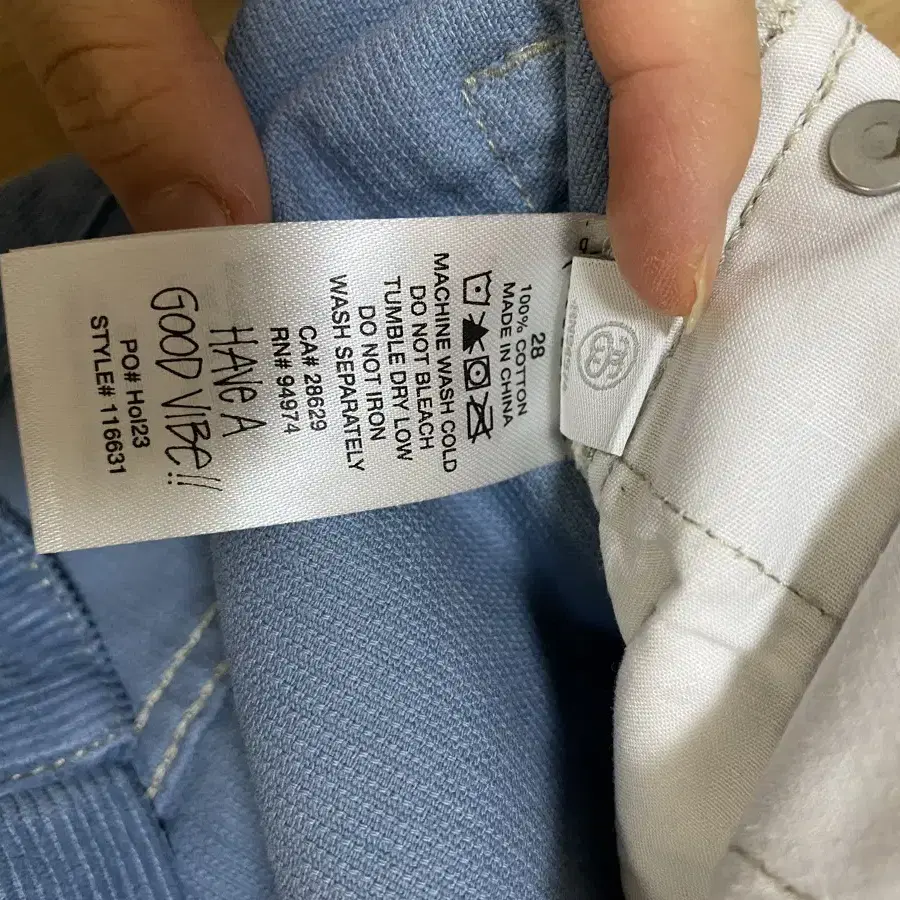 28
100% COTTON
MADE IN CHINA
MACHINE WASH COLD
DO NOT BLEACH
TUMBLE DRY LOW
DO NOT IRON
WASH SEPARATELY
CA# 28629
RN# 94974
HAVE A
GOOD VIBE!!
PO# Hol23
STYLE# 116631